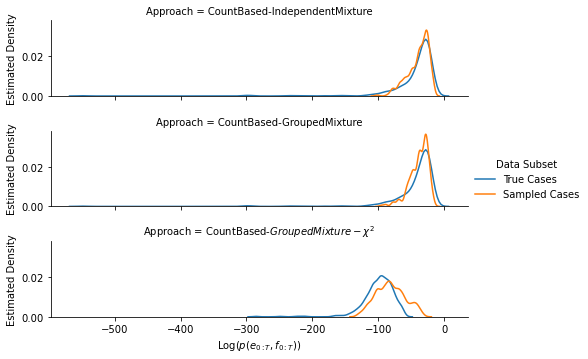 Approach = CountBased-IndependentMixture
Estimated Density
0.02
0.00
Approach = CountBased-GroupedMixture
Estimated Density
0.02
0.00
Data Subset
True Cases
Sampled Cases
Approach = CountBased-GroupedMixture − χ²
Estimated Density
0.02
0.00
−500 −400 −300 −200 −100 0
Log(p(e₀:T, f₀:T))